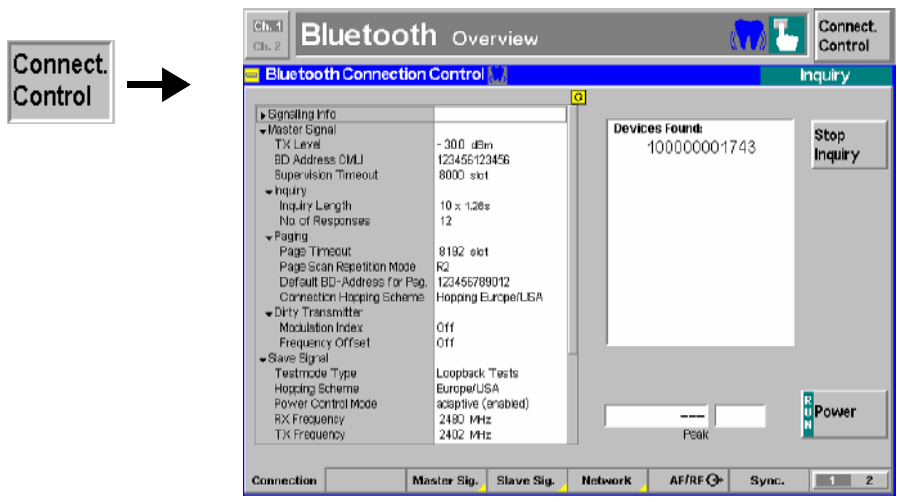 Connect.
Control
Ch. 1
Ch. 2
Bluetooth Overview
Connect.
Control
Bluetooth Connection Control
Inquiry
G
Signaling Info
Master Signal
TX Level - 30.0 dBm
BD Address CMU 123456123456
Supervision Timeout 8000 slot
Inquiry
Inquiry Length 10 x 1.28s
No. of Responses 12
Paging
Page Timeout 8192 slot
Page Scan Repetition Mode R2
Default BD-Address for Pag. 123456789012
Connection Hopping Scheme Hopping Europe/USA
Dirty Transmitter
Modulation Index Off
Frequency Offset Off
Slave Signal
Testmode Type Loopback Tests
Hopping Scheme Europe/USA
Power Control Mode adaptive (enabled)
RX Frequency 2480 MHz
TX Frequency 2402 MHz
Devices Found:
100000001743
Stop
Inquiry
---
Peak
RUN
Power
Connection
Master Sig.
Slave Sig.
Network
AF/RF
Sync.
1 2